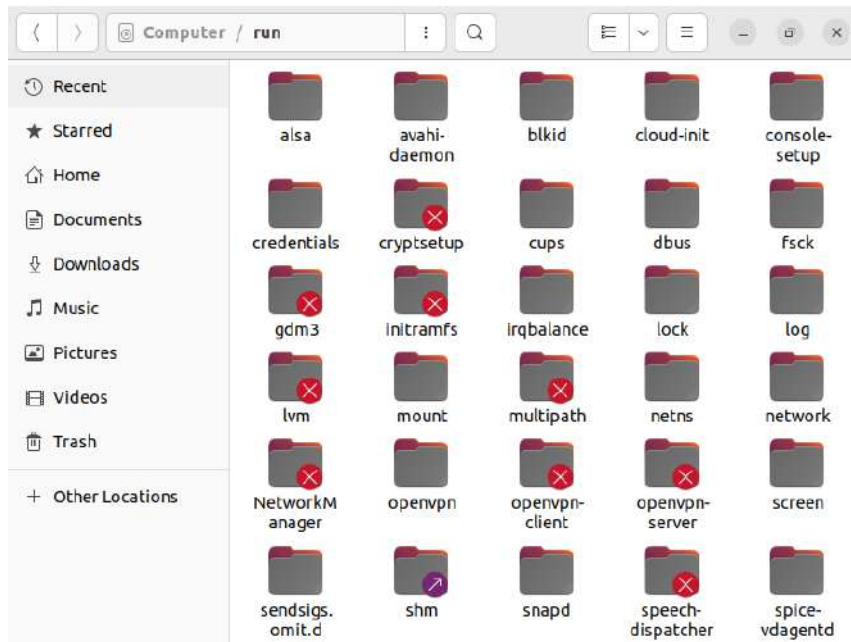 Computer / run
Recent
Starred
Home
Documents
Downloads
Music
Pictures
Videos
Trash
Other Locations
alsa
avahi-
daemon
blkid
cloud-init
console-
setup
credentials
cryptsetup
cups
dbus
fsck
gdm3
initramfs
irqbalance
lock
log
lvm
mount
multipath
netns
network
NetworkM
anager
openvpn
openvpn-
client
openvpn-
server
screen
sendsigs.
omit.d
shm
snapd
speech-
dispatcher
spice-
vdagentd